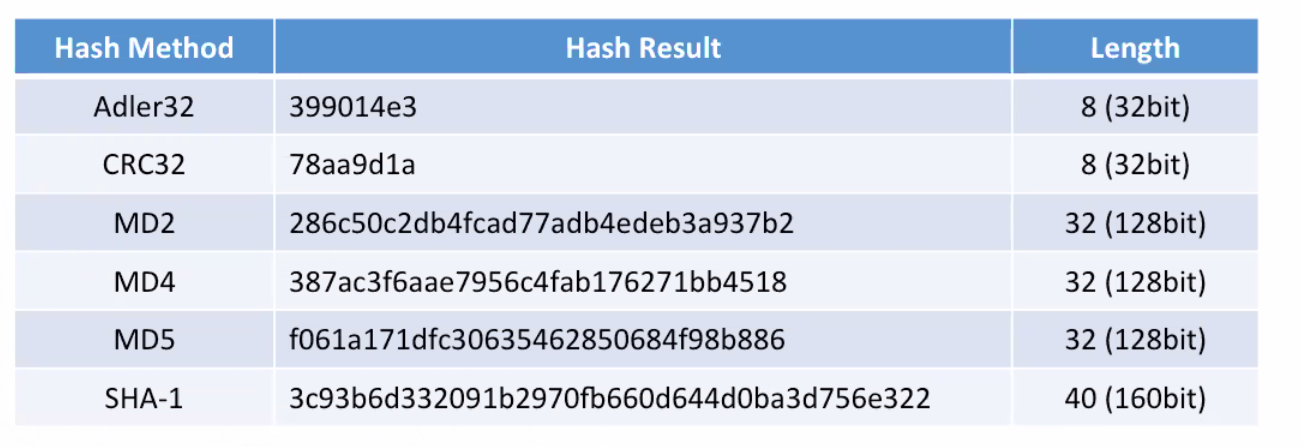 Hash Method Hash Result Length
Adler32 399014e3 8 (32bit)
CRC32 78aa9d1a 8 (32bit)
MD2 286c50c2db4fcad77adb4edeb3a937b2 32 (128bit)
MD4 387ac3f6aae7956c4fab176271bb4518 32 (128bit)
MD5 f061a171dfc30635462850684f98b886 32 (128bit)
SHA-1 3c93b6d332091b2970fb660d644d0ba3d756e322 40 (160bit)